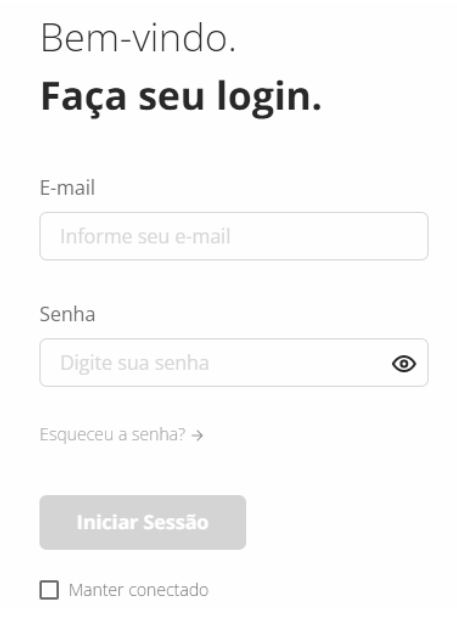 Bem-vindo.
Faça seu login.
E-mail
Informe seu e-mail
Senha
Digite sua senha
Esqueceu a senha? →
Iniciar Sessão
Manter conectado